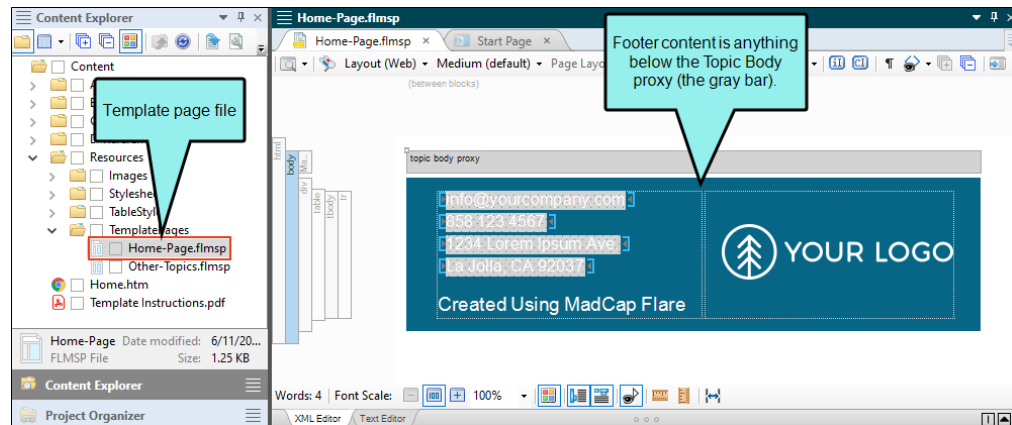 Content Explorer
Home-Page.flmsp
Home-Page.flmsp
Start Page
Layout (Web)
Medium (default)
Page Layo
(between blocks)
Footer content is anything
below the Topic Body
proxy (the gray bar).
Content
Template page file
Resources
Images
Styleshe
TableStyl
Templat
ages
Home-Page.flmsp
Other-Topics.flmsp
Home.htm
Template Instructions.pdf
html
body
Ma...
div
table
tbody
tr
topic body proxy
info@yourcompany.com
858 123 4567
1234 Lorem Ipsum Ave.
La Jolla, CA 92037
Created Using MadCap Flare
YOUR LOGO
Home-Page Date modified: 6/11/20...
FLMSP File Size: 1.25 KB
Content Explorer
Project Organizer
Words: 4 Font Scale: 100%
XML Editor Text Editor